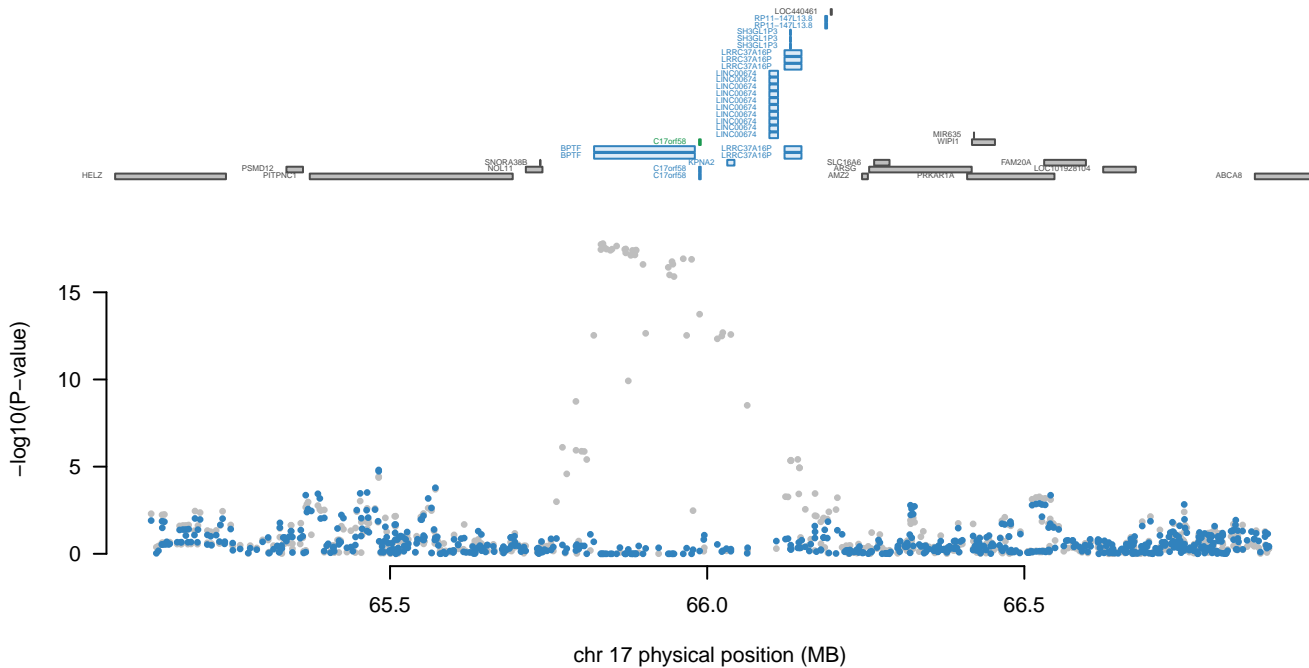 LOC440461
RP11−147L13.8
RP11−147L13.8
SH3GL1P3
SH3GL1P3
SH3GL1P3
LRRC37A16P
LRRC37A16P
LRRC37A16P
LINC00674
LINC00674
LINC00674
LINC00674
LINC00674
LINC00674
LINC00674
LINC00674
LINC00674
LINC00674
MIR635
C17orf58 WIPI1
BPTF LRRC37A16P
BPTF SNORA38B KPNA2 LRRC37A16P SLC16A6 FAM20A
PSMD12 NOL11 C17orf58 ARSG LOC101928104
HELZ PITPNC1 C17orf58 AMZ2 PRKAR1A ABCA8
15
10
5
0
−log10(P−value)
65.5 66.0 66.5
chr 17 physical position (MB)